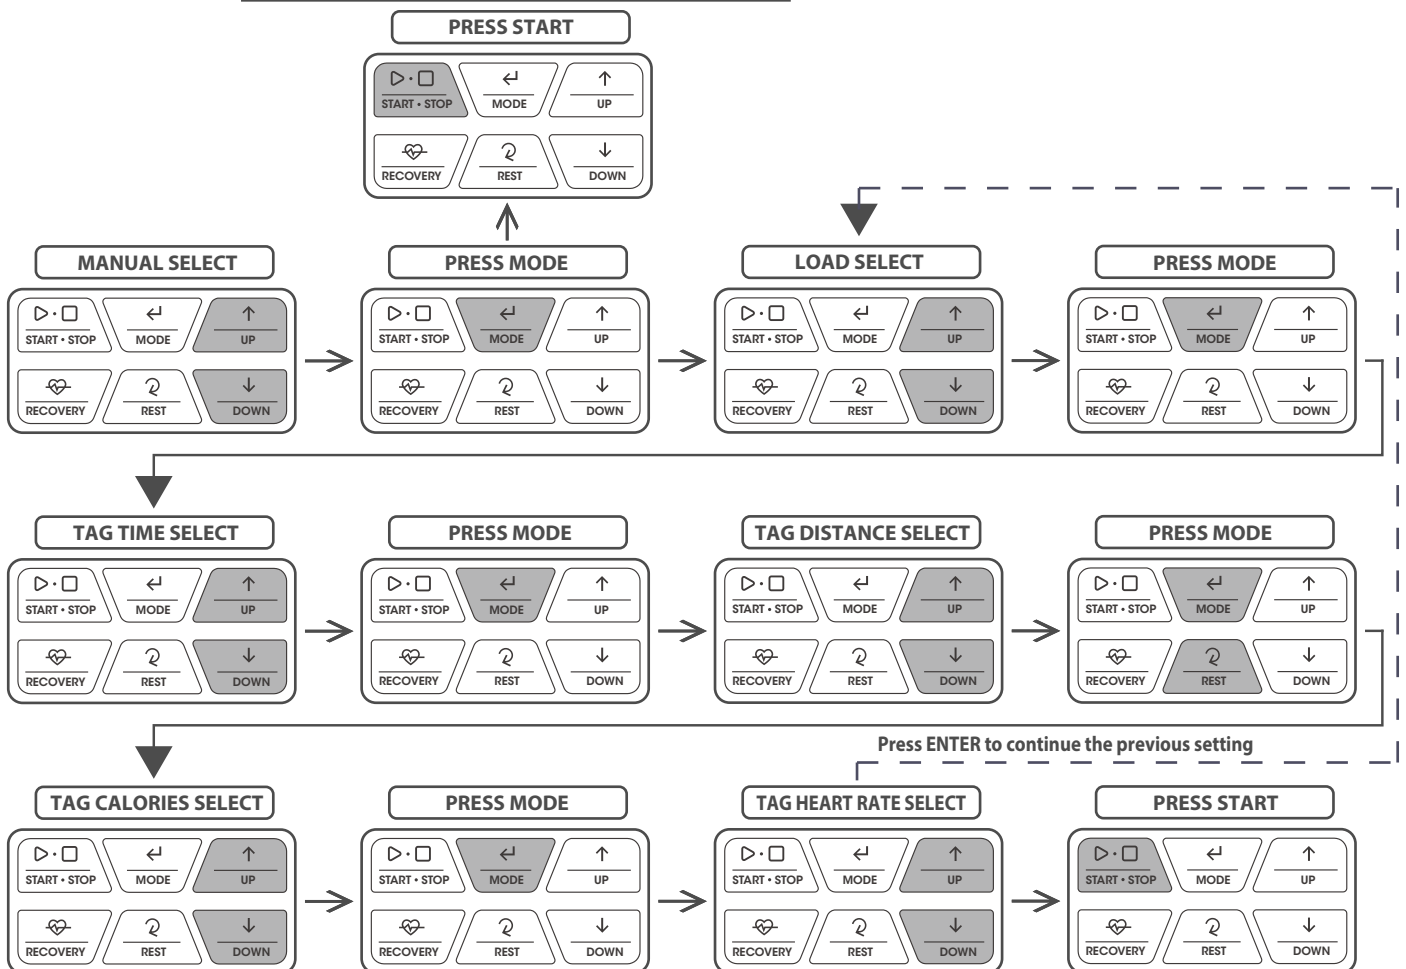 PRESS START
START • STOP MODE UP
RECOVERY REST DOWN
MANUAL SELECT PRESS MODE LOAD SELECT PRESS MODE
START • STOP MODE UP START • STOP MODE UP START • STOP MODE UP START • STOP MODE UP
RECOVERY REST DOWN RECOVERY REST DOWN RECOVERY REST DOWN RECOVERY REST DOWN
TAG TIME SELECT PRESS MODE TAG DISTANCE SELECT PRESS MODE
START • STOP MODE UP START • STOP MODE UP START • STOP MODE UP START • STOP MODE UP
RECOVERY REST DOWN RECOVERY REST DOWN RECOVERY REST DOWN RECOVERY REST DOWN
Press ENTER to continue the previous setting
TAG CALORIES SELECT PRESS MODE TAG HEART RATE SELECT PRESS START
START • STOP MODE UP START • STOP MODE UP START • STOP MODE UP START • STOP MODE UP
RECOVERY REST DOWN RECOVERY REST DOWN RECOVERY REST DOWN RECOVERY REST DOWN